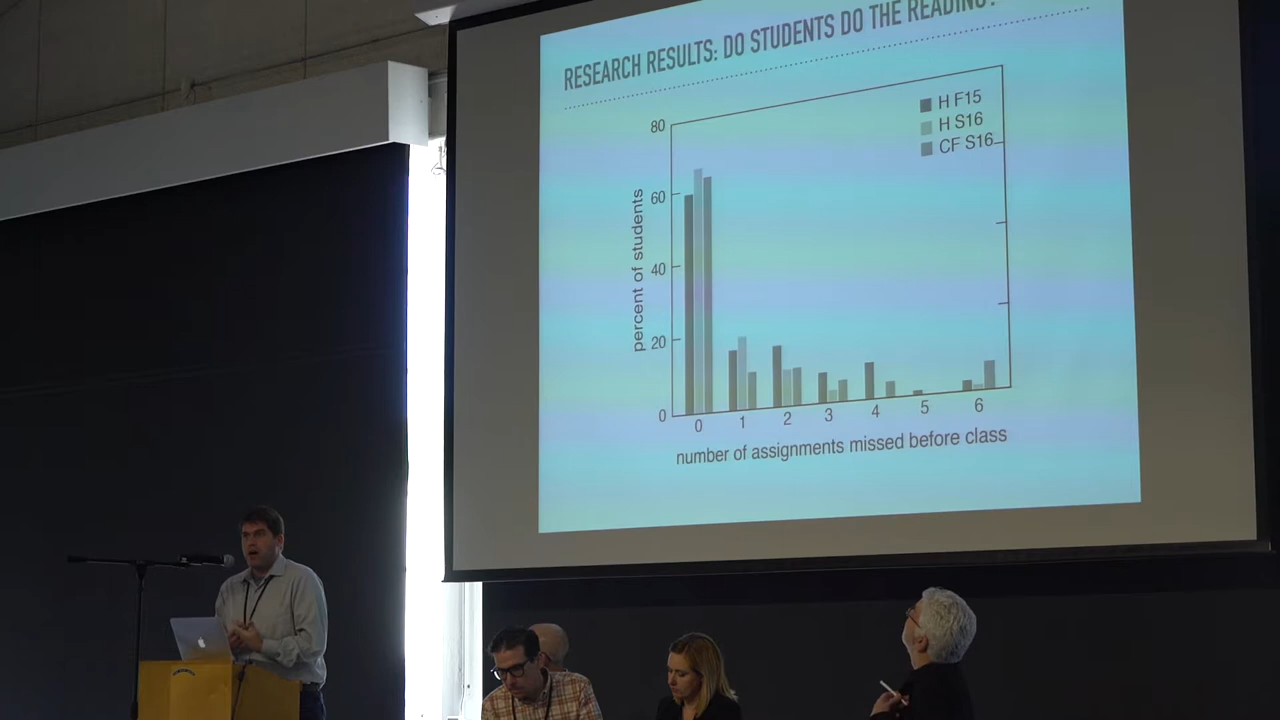 RESEARCH RESULTS: DO STUDENTS DO THE READING?
H F15
H S16
CF S16
80
60
40
20
0
percent of students
0 1 2 3 4 5 6
number of assignments missed before class